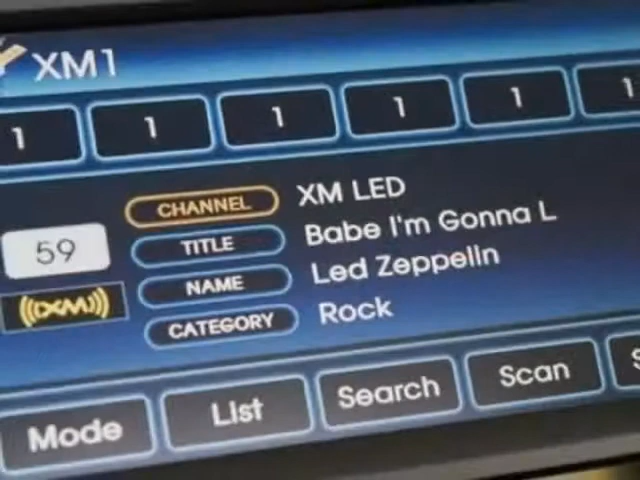 XM1
1 1 1 1 1 1
CHANNEL XM LED
59 TITLE Babe I'm Gonna L
((XM)) NAME Led Zeppelin
CATEGORY Rock
Mode List Search Scan S